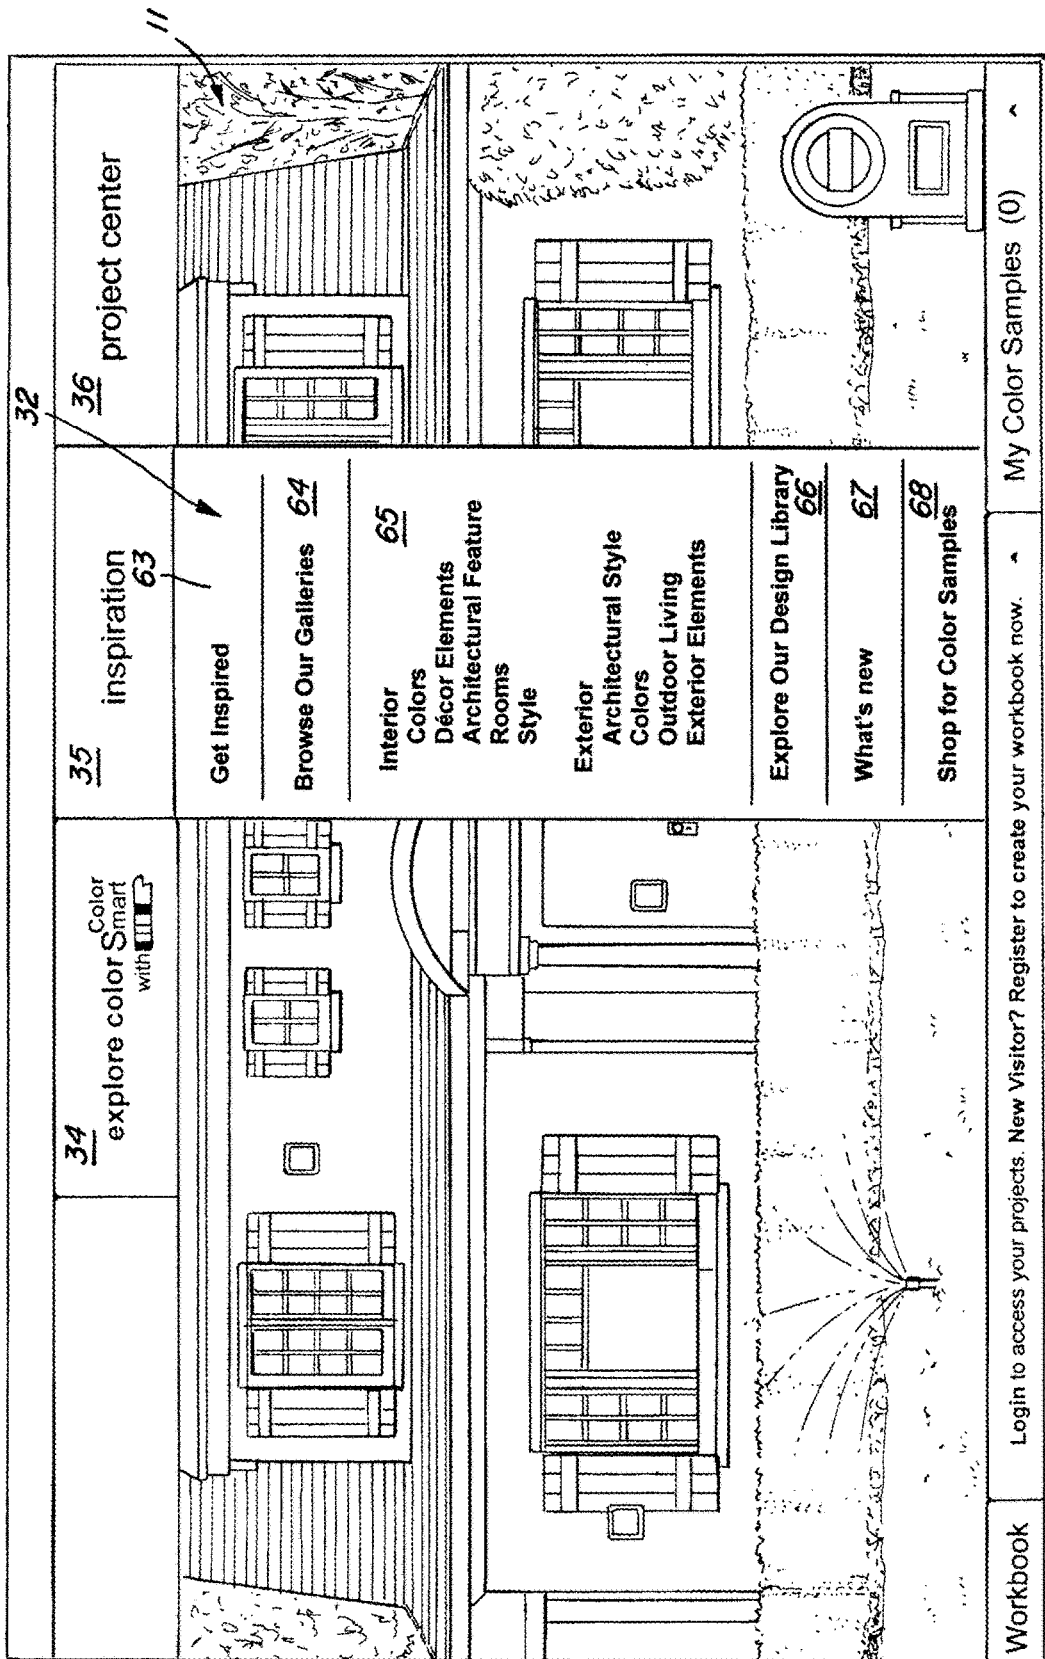 11
32
34
explore color
with Color Smart
35
inspiration
36
project center
63
Get Inspired
Browse Our Galleries 64
Interior 65
Colors
Décor Elements
Architectural Feature
Rooms
Style
Exterior
Architectural Style
Colors
Outdoor Living
Exterior Elements
Explore Our Design Library
66
What's new 67
68
Shop for Color Samples
Workbook
Login to access your projects. New Visitor? Register to create your workbook now. ^
My Color Samples (0) ^